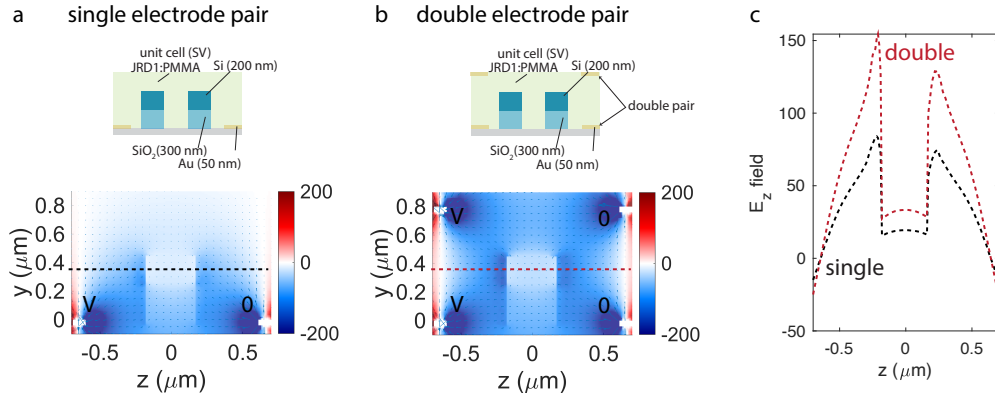 a single electrode pair
unit cell (SV)
JRD1:PMMA
Si (200 nm)
SiO2(300 nm)
Au (50 nm)
0.8
0.6
0.4
0.2
0
y (μm)
V
0
-0.5
0
0.5
z (μm)
200
100
0
-100
-200
b double electrode pair
unit cell (SV)
JRD1:PMMA
Si (200 nm)
double pair
SiO2(300 nm)
Au (50 nm)
0.8
0.6
0.4
0.2
0
y (μm)
V
0
V
0
-0.5
0
0.5
z (μm)
200
0
-200
c
150
100
50
0
-50
Ez field
double
single
-0.5
0
0.5
z (μm)